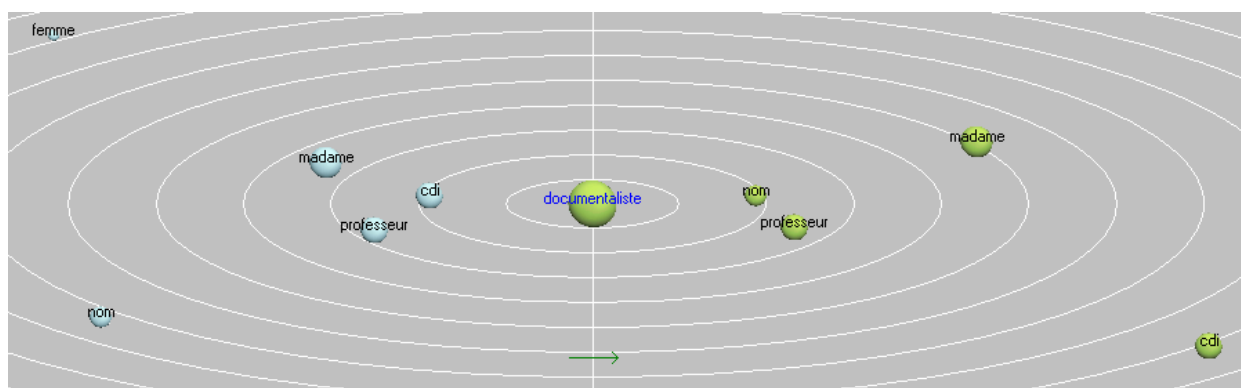 femme
madame
madame
cdi
documentaliste
nom
professeur
professeur
nom
cdi